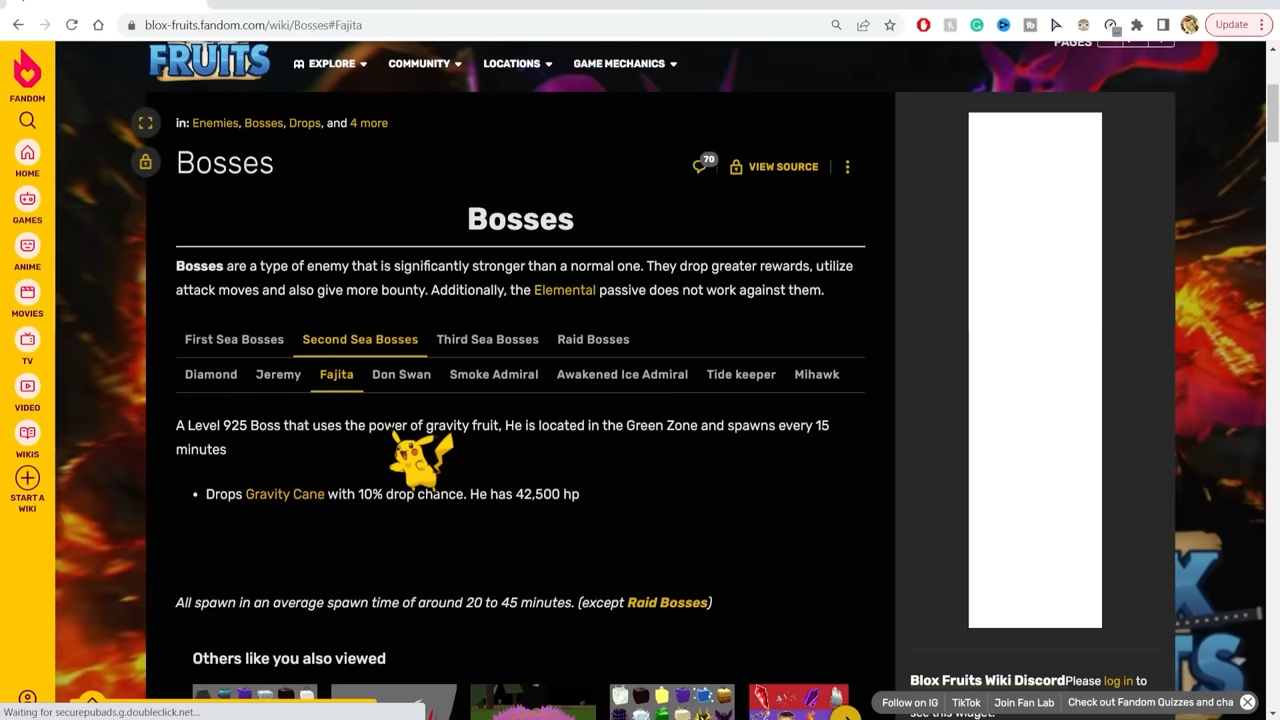 blox-fruits.fandom.com/wiki/Bosses#Fajita
Update
FRUITS
EXPLORE
COMMUNITY
LOCATIONS
GAME MECHANICS
PAGES
FANDOM
HOME
GAMES
ANIME
MOVIES
TV
VIDEO
WIKIS
START A
WIKI
in: Enemies, Bosses, Drops, and 4 more
Bosses
70
VIEW SOURCE
Bosses
Bosses are a type of enemy that is significantly stronger than a normal one. They drop greater rewards, utilize
attack moves and also give more bounty. Additionally, the Elemental passive does not work against them.
First Sea Bosses
Second Sea Bosses
Third Sea Bosses
Raid Bosses
Diamond
Jeremy
Fajita
Don Swan
Smoke Admiral
Awakened Ice Admiral
Tide keeper
Mihawk
A Level 925 Boss that uses the power of gravity fruit, He is located in the Green Zone and spawns every 15
minutes
• Drops Gravity Cane with 10% drop chance. He has 42,500 hp
All spawn in an average spawn time of around 20 to 45 minutes. (except Raid Bosses)
Others like you also viewed
Blox Fruits Wiki Discord
Please log in to
see this widget.
Follow on IG
TikTok
Join Fan Lab
Check out Fandom Quizzes and cha
Waiting for securepubads.g.doubleclick.net...